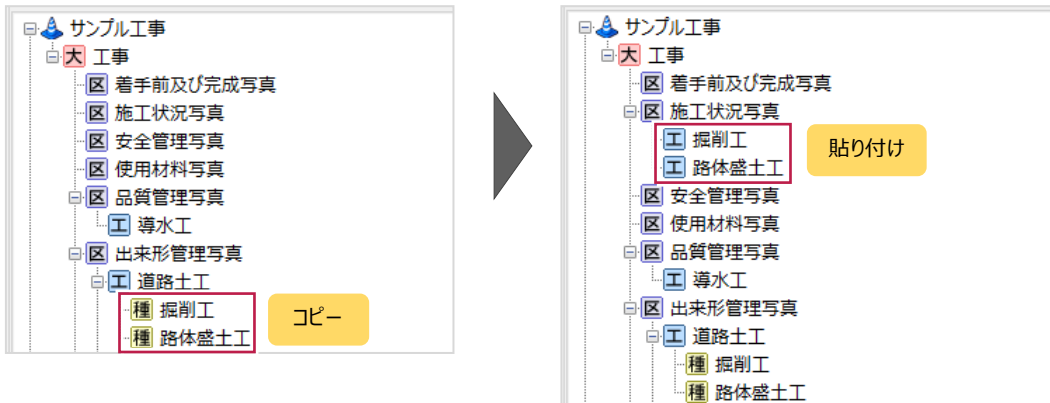 サンプル工事
大 工事
区 着手前及び完成写真
区 施工状況写真
区 安全管理写真
区 使用材料写真
区 品質管理写真
工 導水工
区 出来形管理写真
工 道路土工
種 掘削工
種 路体盛土工
コピー
サンプル工事
大 工事
区 着手前及び完成写真
区 施工状況写真
工 掘削工
工 路体盛土工
貼り付け
区 安全管理写真
区 使用材料写真
区 品質管理写真
工 導水工
区 出来形管理写真
工 道路土工
種 掘削工
種 路体盛土工